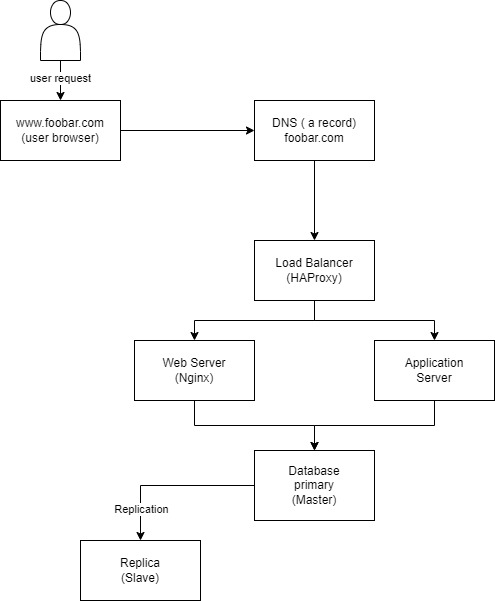 user request
www.foobar.com
(user browser)
DNS ( a record)
foobar.com
Load Balancer
(HAProxy)
Web Server
(Nginx)
Application
Server
Database
primary
(Master)
Replication
Replica
(Slave)